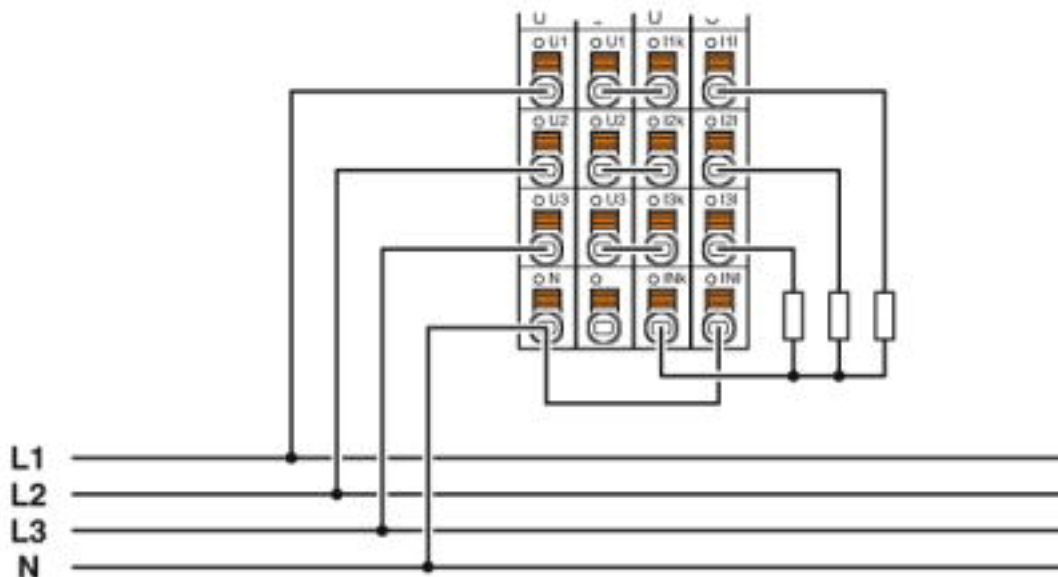 U1 U1 I1k I1l
U2 U2 I2k I2l
U3 U3 I3k I3l
N INk INl
L1
L2
L3
N